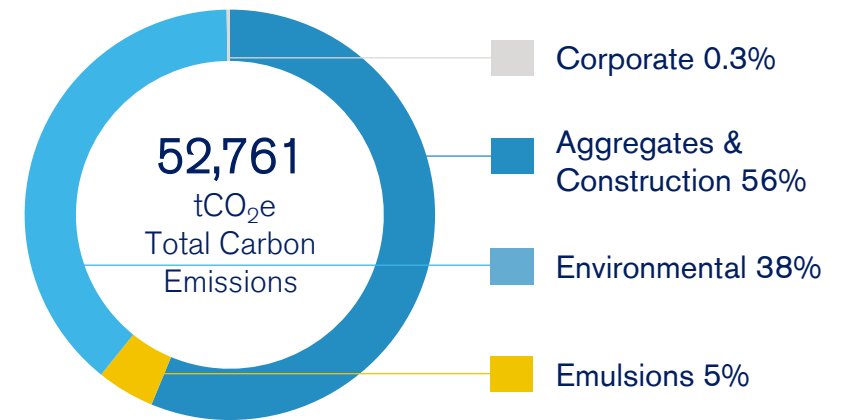 52,761
tCO₂e
Total Carbon
Emissions
Corporate 0.3%
Aggregates &
Construction 56%
Environmental 38%
Emulsions 5%